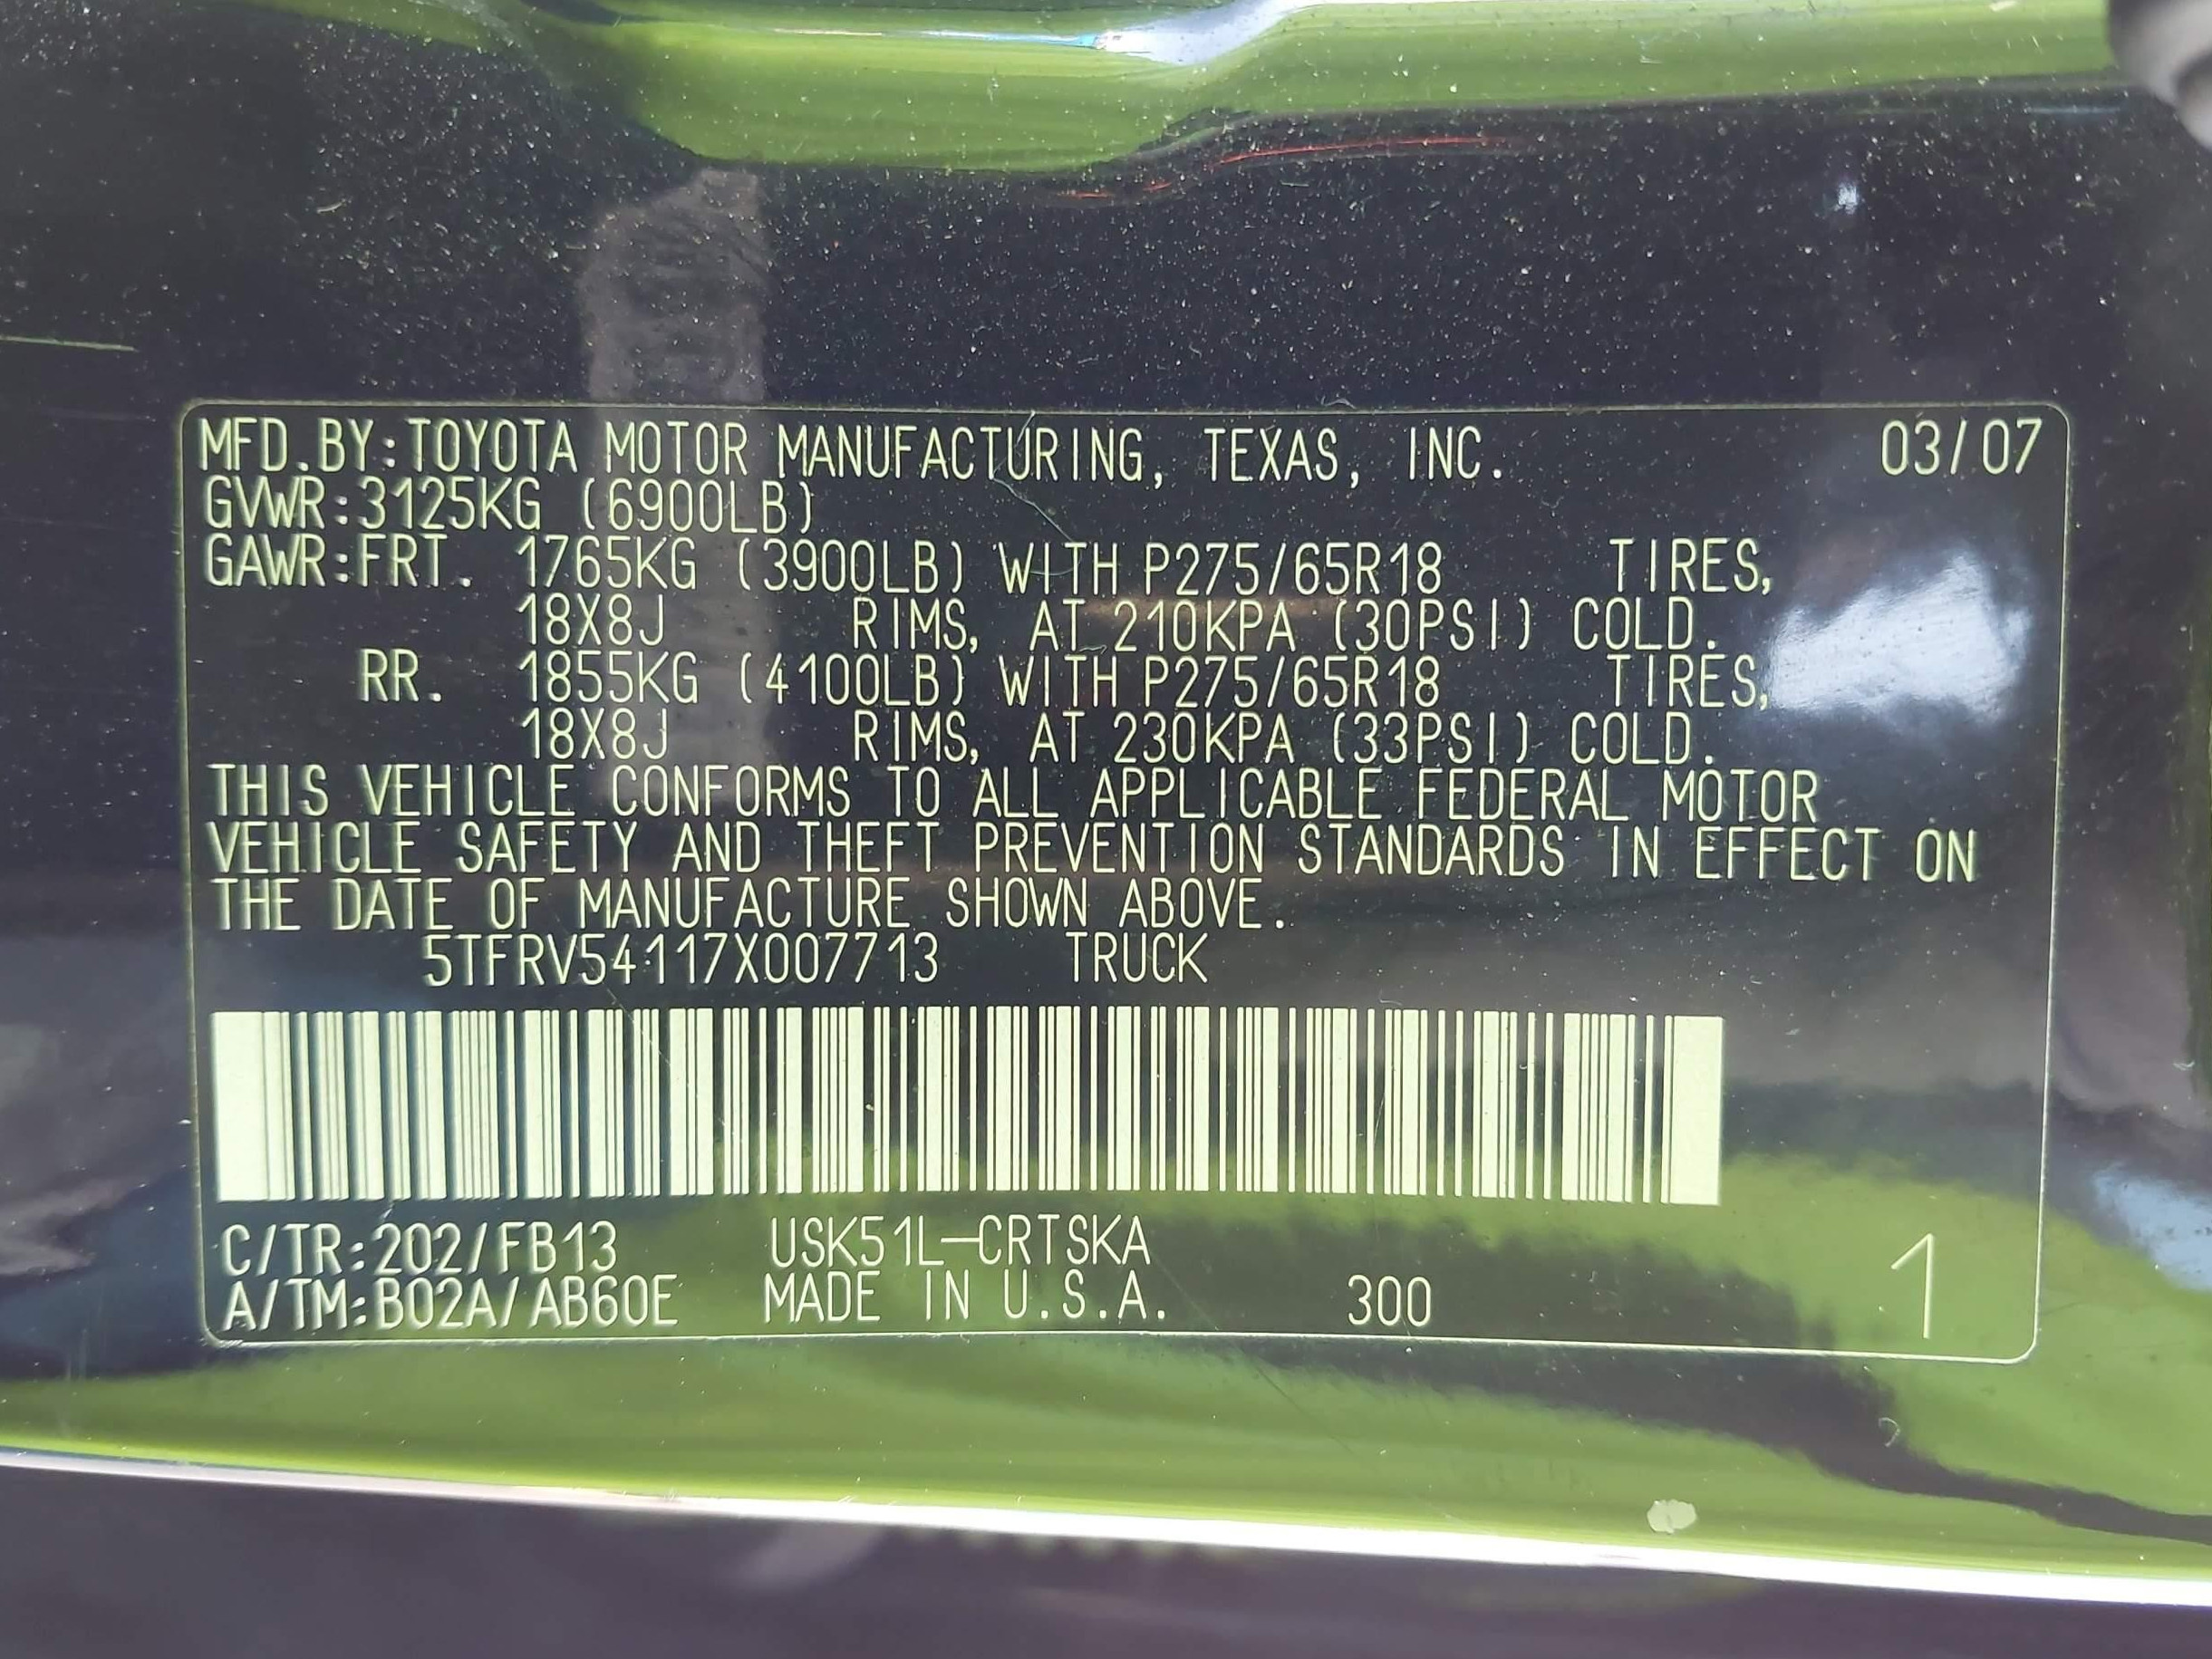 MFD.BY:TOYOTA MOTOR MANUFACTURING, TEXAS, INC. 03/07
GVWR:3125KG (6900LB)
GAWR:FRT. 1765KG (3900LB) WITH P275/65R18 TIRES,
18X8J RIMS, AT 210KPA (30PSI) COLD.
RR. 1855KG (4100LB) WITH P275/65R18 TIRES,
18X8J RIMS, AT 230KPA (33PSI) COLD.
THIS VEHICLE CONFORMS TO ALL APPLICABLE FEDERAL MOTOR
VEHICLE SAFETY AND THEFT PREVENTION STANDARDS IN EFFECT ON
THE DATE OF MANUFACTURE SHOWN ABOVE.
5TFRV54117X007713 TRUCK
C/TR:202/FB13 USK51L-CRTSKA
A/TM:B02A/AB60E MADE IN U.S.A. 300 1